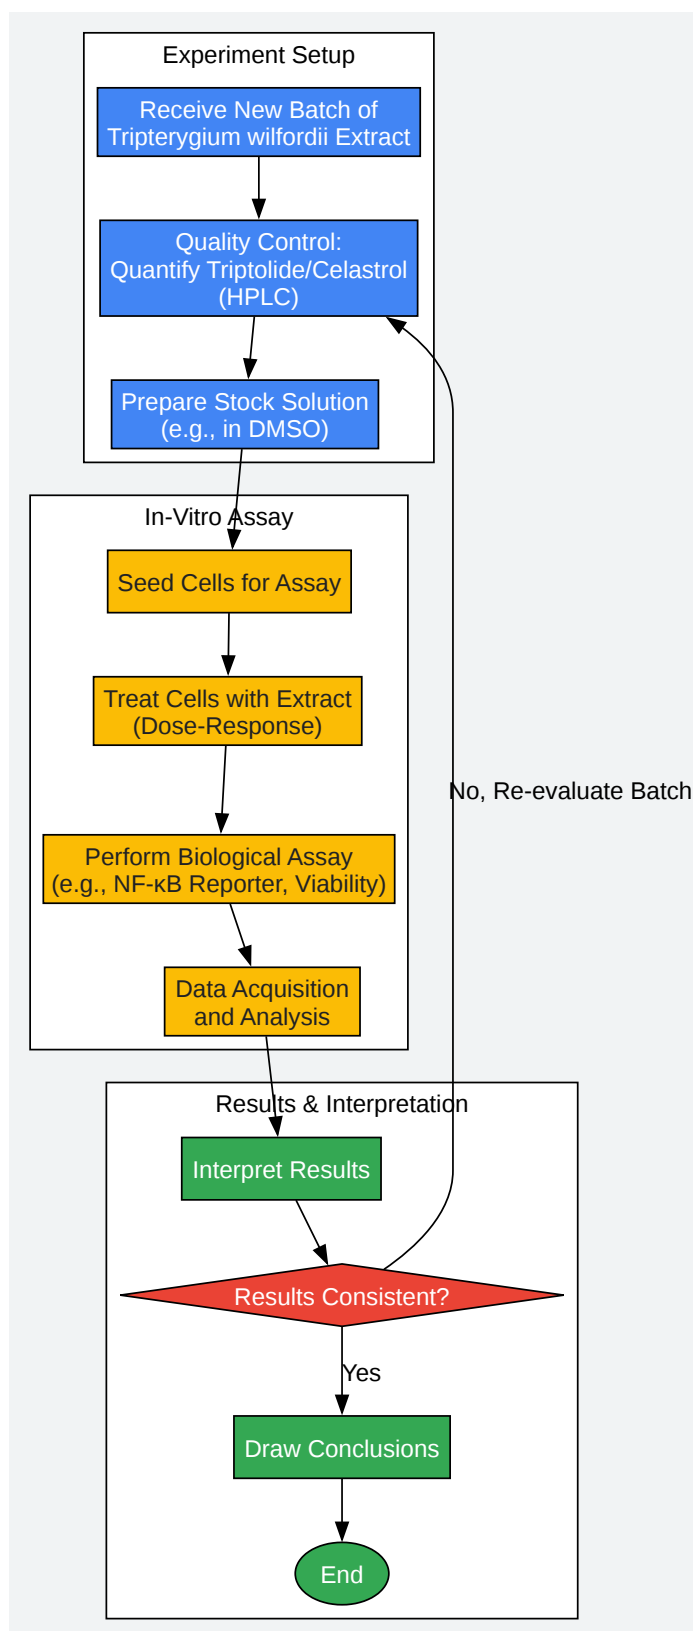 Experiment Setup
Receive New Batch of
Tripterygium wilfordii Extract
Quality Control:
Quantify Triptolide/Celastrol
(HPLC)
Prepare Stock Solution
(e.g., in DMSO)
In-Vitro Assay
Seed Cells for Assay
Treat Cells with Extract
(Dose-Response)
No, Re-evaluate Batch
Perform Biological Assay
(e.g., NF-κB Reporter, Viability)
Data Acquisition
and Analysis
Results & Interpretation
Interpret Results
Results Consistent?
Yes
Draw Conclusions
End